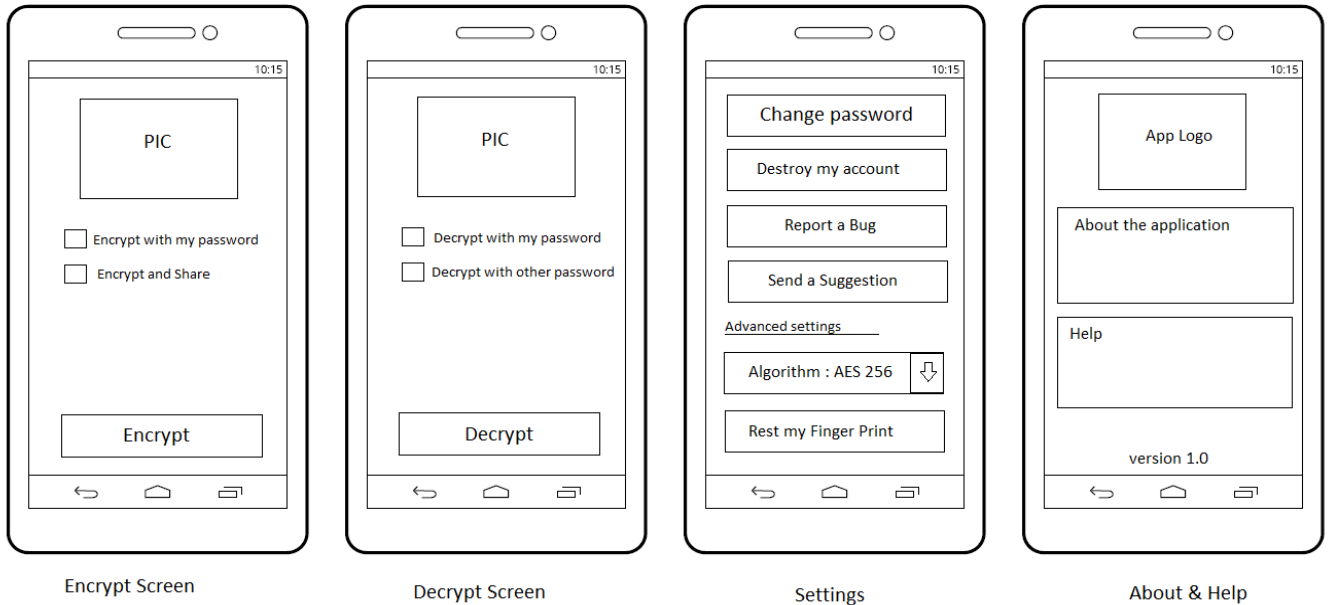 10:15
PIC
Encrypt with my password
Encrypt and Share
Encrypt
Encrypt Screen
10:15
PIC
Decrypt with my password
Decrypt with other password
Decrypt
Decrypt Screen
10:15
Change password
Destroy my account
Report a Bug
Send a Suggestion
Advanced settings
Algorithm : AES 256
Rest my Finger Print
Settings
10:15
App Logo
About the application
Help
version 1.0
About & Help